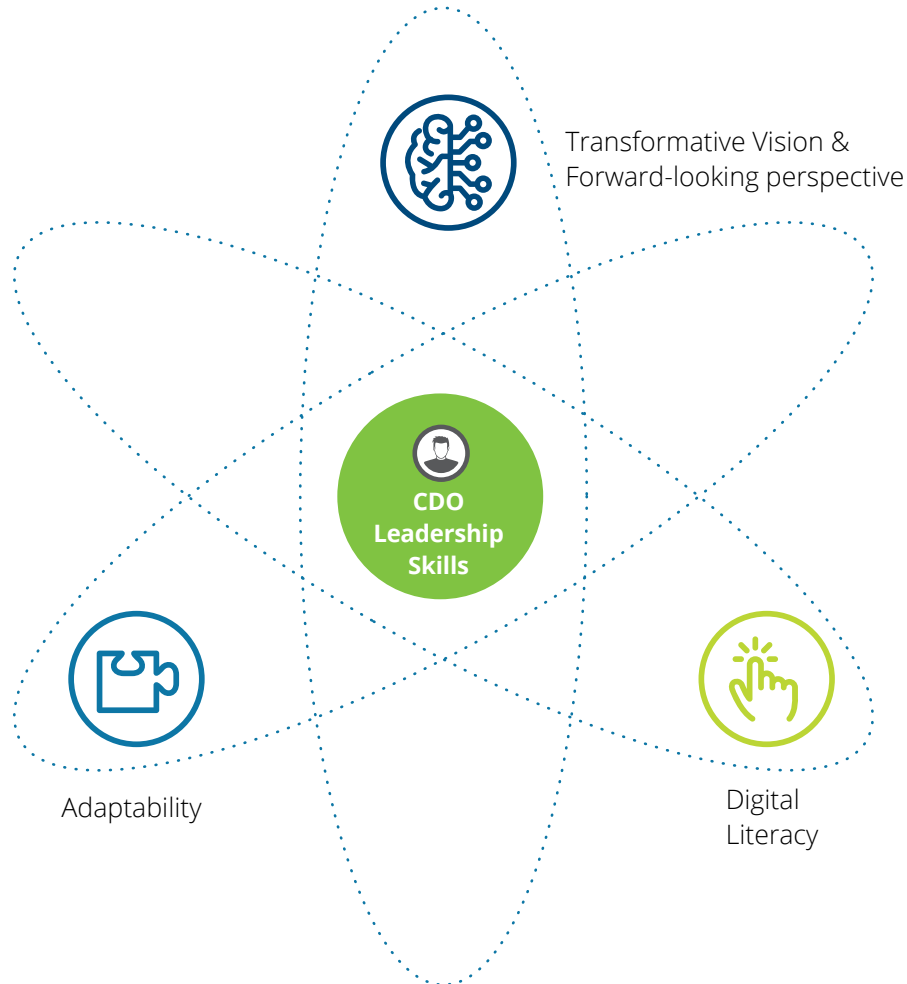 Transformative Vision &
Forward-looking perspective
CDO
Leadership
Skills
Adaptability
Digital
Literacy